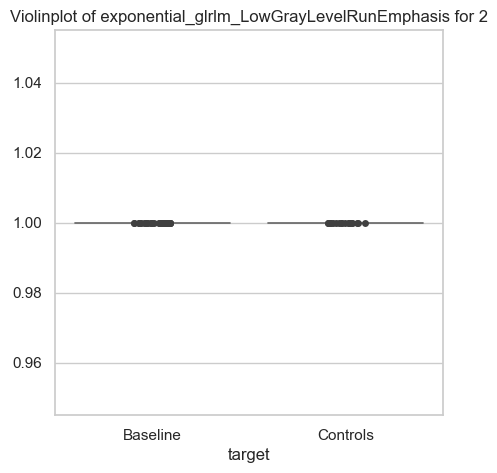 Violinplot of exponential_glrlm_LowGrayLevelRunEmphasis for 2
1.04
1.02
1.00
0.98
0.96
Baseline Controls
target